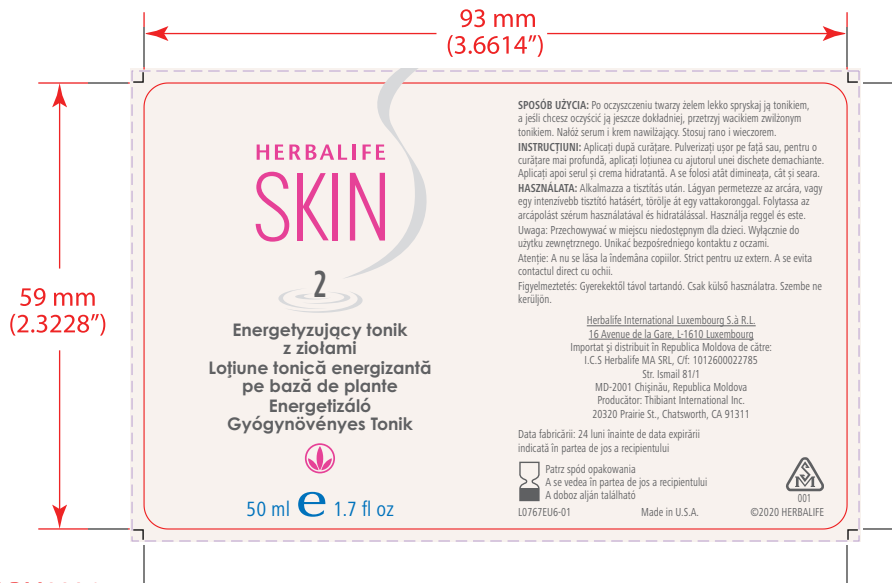 93 mm
(3.6614”)
59 mm
(2.3228”)
HERBALIFE
SKIN
2
Energetyzujący tonik
z ziołami
Loţiune tonică energizantă
pe bază de plante
Energetizáló
Gyógynövényes Tonik
50 ml e 1.7 fl oz
SPOSÓB UŻYCIA: Po oczyszczeniu twarzy żelem lekko spryskaj ją tonikiem,
a jeśli chcesz oczyścić ją jeszcze dokładniej, przetrzyj wacikiem zwilżonym
tonikiem. Nałóż serum i krem nawilżający. Stosuj rano i wieczorem.
INSTRUCȚIUNI: Aplicați după curățare. Pulverizați ușor pe față sau, pentru o
curățare mai profundă, aplicați loțiunea cu ajutorul unei dischete demachiante.
Aplicați apoi serul și crema hidratantă. A se folosi atât dimineața, cât și seara.
HASZNÁLATA: Alkalmazza a tisztítás után. Lágyan permetezze az arcára, vagy
egy intenzívebb tisztító hatásért, törölje át egy vattakoronggal. Folytassa az
arcápolást szérum használatával és hidratálással. Használja reggel és este.
Uwaga: Przechowywać w miejscu niedostępnym dla dzieci. Wyłącznie do
użytku zewnętrznego. Unikać bezpośredniego kontaktu z oczami.
Atenție: A nu se lăsa la îndemâna copiilor. Strict pentru uz extern. A se evita
contactul direct cu ochii.
Figyelmeztetés: Gyerekektől távol tartandó. Csak külső használatra. Szembe ne
kerüljön.
Herbalife International Luxembourg S.à R.L.
16 Avenue de la Gare, L-1610 Luxembourg
Importat şi distribuit în Republica Moldova de către:
I.C.S Herbalife MA SRL, C/f: 1012600022785
Str. Ismail 81/1
MD-2001 Chişinău, Republica Moldova
Producător: Thibiant International Inc.
20320 Prairie St., Chatsworth, CA 91311
Data fabricării: 24 luni înainte de data expirării
indicată în partea de jos a recipientului
Patrz spód opakowania
A se vedea în partea de jos a recipientului
A doboz alján található
001
L0767EU6-01 Made in U.S.A. ©2020 HERBALIFE